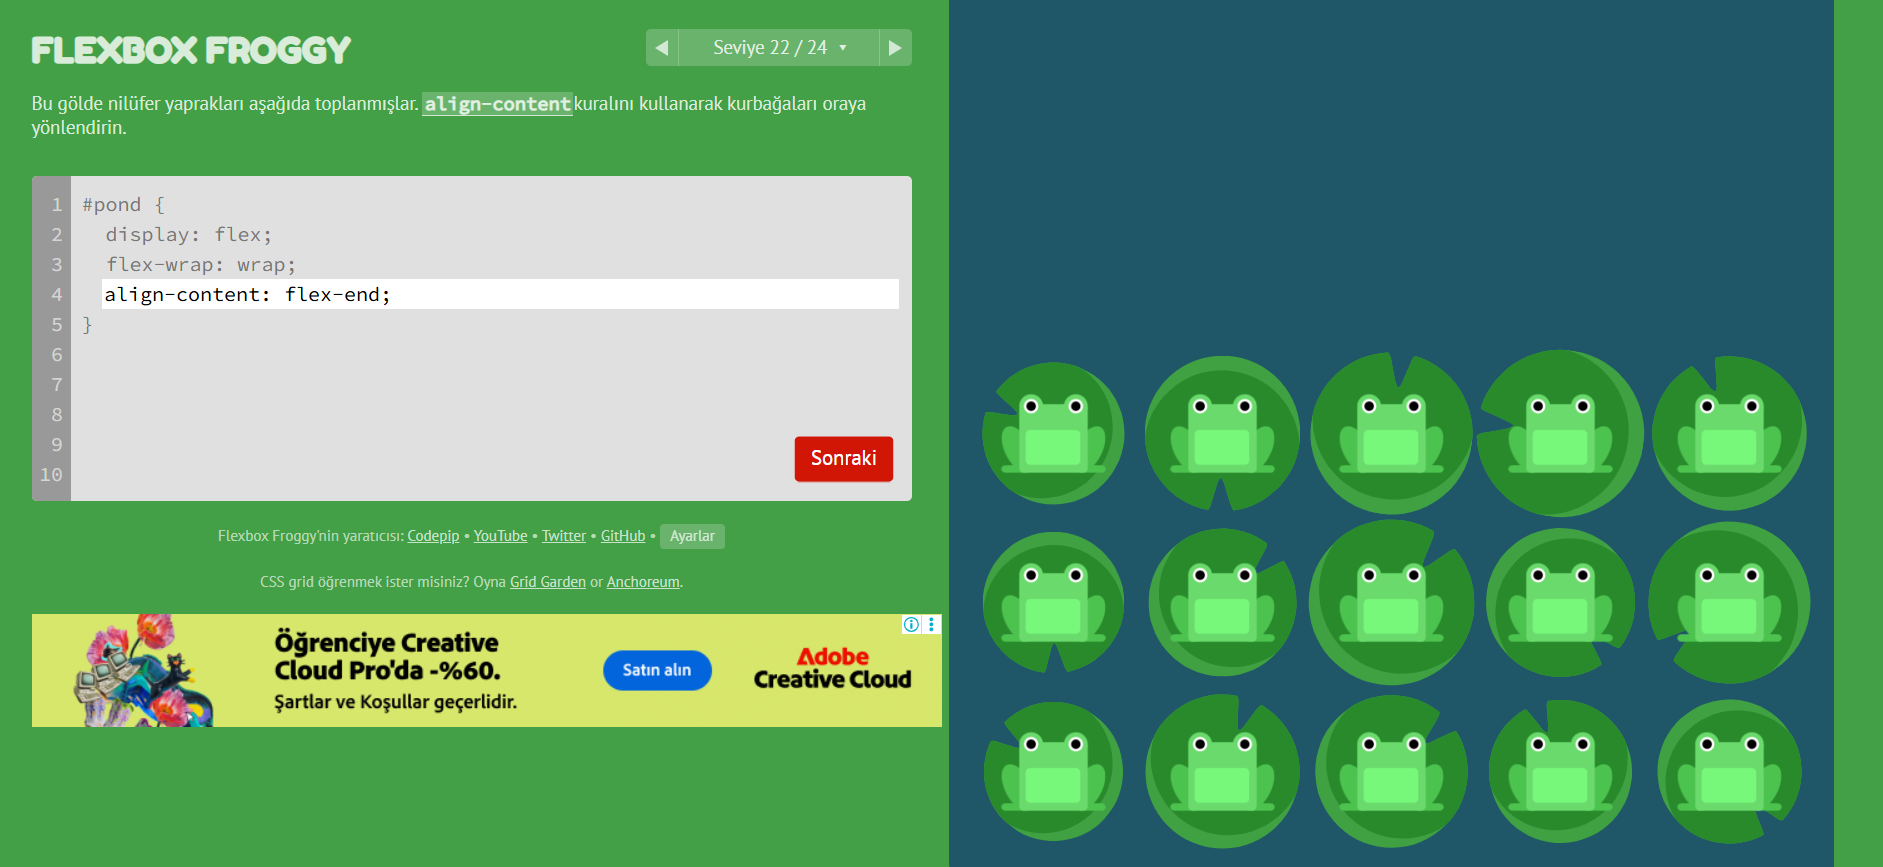 FLEXBOX FROGGY
Seviye 22 / 24
Bu gölde nilüfer yaprakları aşağıda toplanmışlar. align-content kuralını kullanarak kurbağaları oraya
yönlendirin.
1 #pond {
2 display: flex;
3 flex-wrap: wrap;
4 align-content: flex-end;
5 }
6
7
8
9
10
Sonraki
Flexbox Froggy'nin yaratıcısı: Codepip • YouTube • Twitter • GitHub • Ayarlar
CSS grid öğrenmek ister misiniz? Oyna Grid Garden or Anchoreum.
Öğrenciye Creative
Cloud Pro'da -%60.
Şartlar ve Koşullar geçerlidir.
Satın alın
Adobe
Creative Cloud